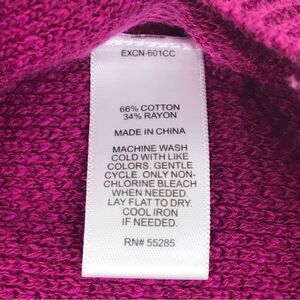 EXCN-601CC
66% COTTON
34% RAYON
MADE IN CHINA
MACHINE WASH
COLD WITH LIKE
COLORS. GENTLE
CYCLE. ONLY NON-
CHLORINE BLEACH
WHEN NEEDED.
LAY FLAT TO DRY.
COOL IRON
IF NEEDED.
RN# 55285